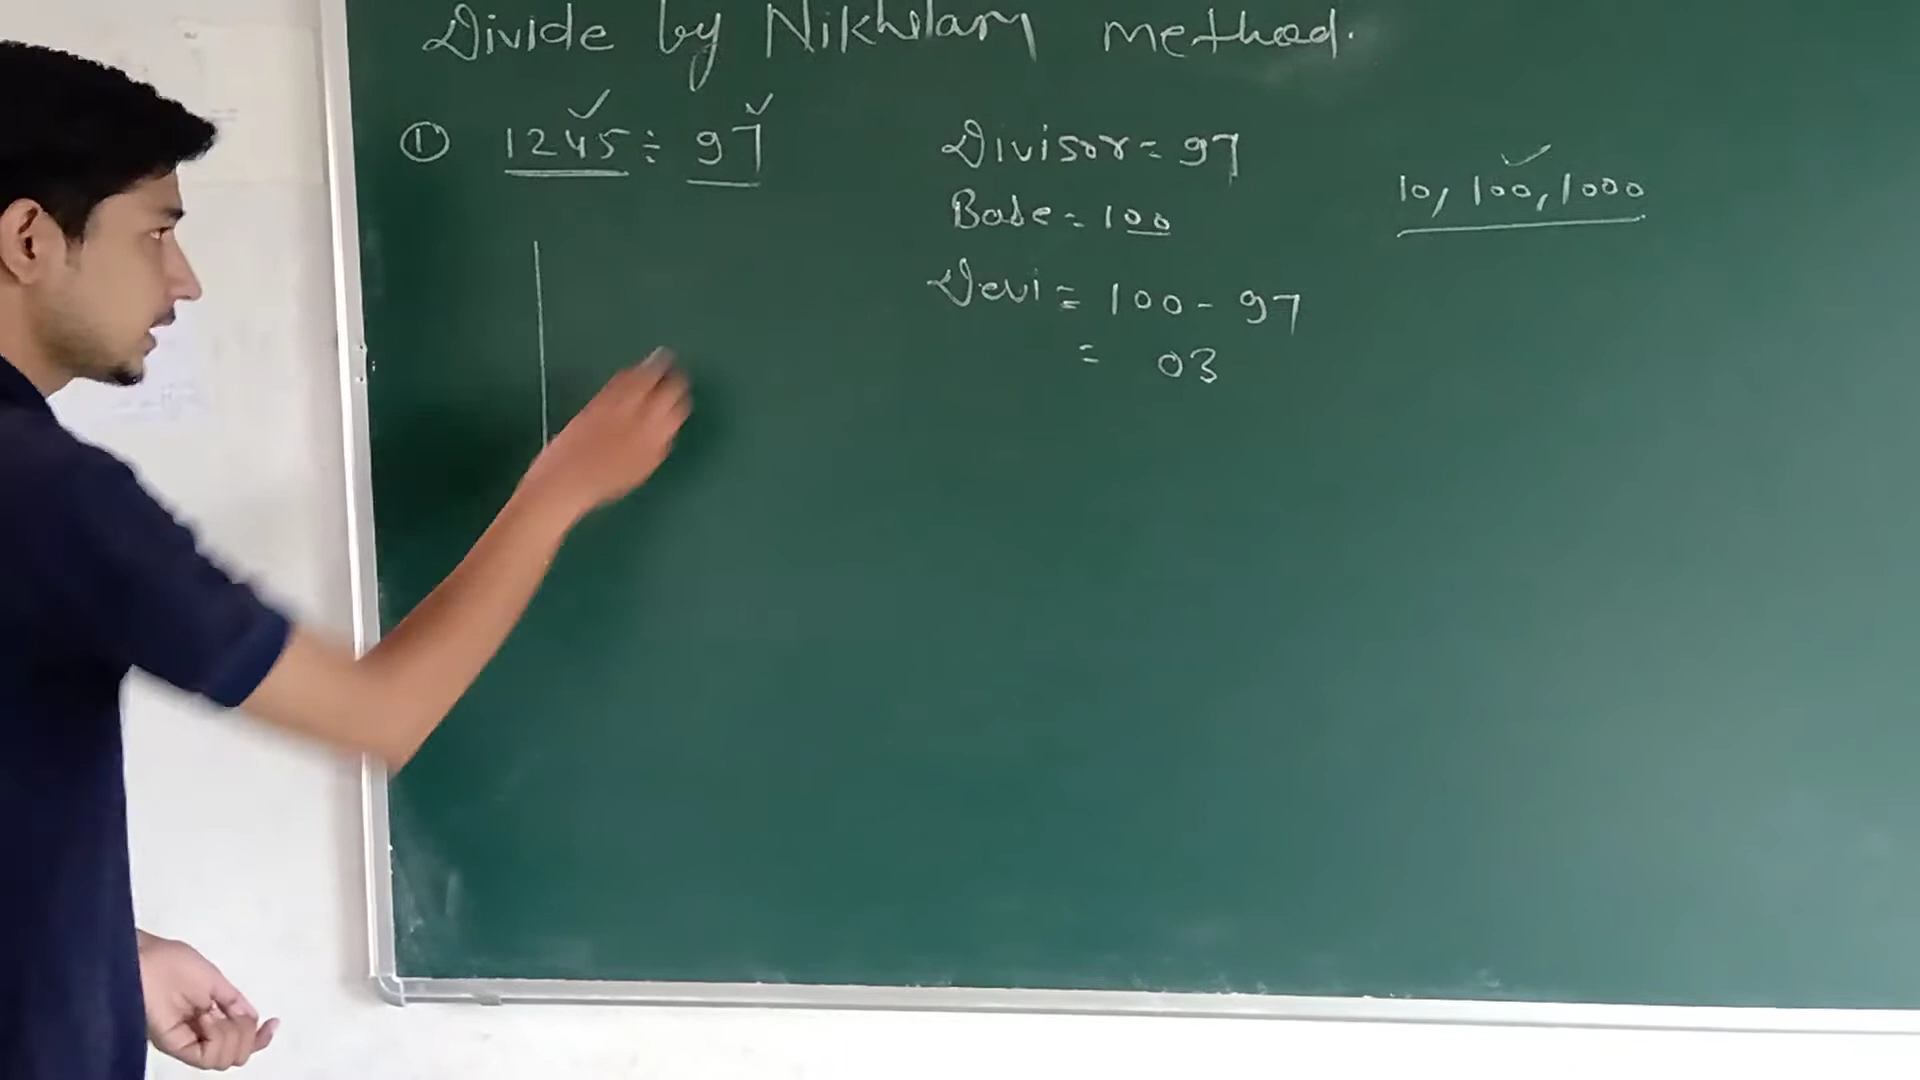 Divide by Nikhilam method.
① 1245 ÷ 97
Divisor = 97
Base = 100
Devi = 100 - 97
= 03
10, 100, 1000